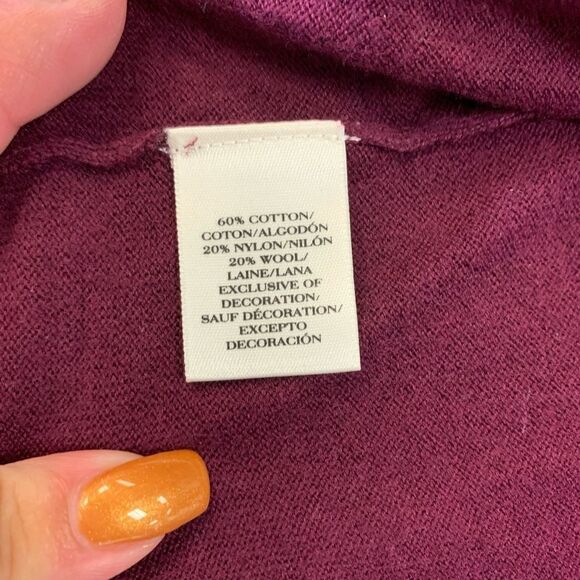 60% COTTON/
COTON/ALGODÓN
20% NYLON/NILÓN
20% WOOL/
LAINE/LANA
EXCLUSIVE OF
DECORATION/
SAUF DÉCORATION/
EXCEPTO
DECORACIÓN